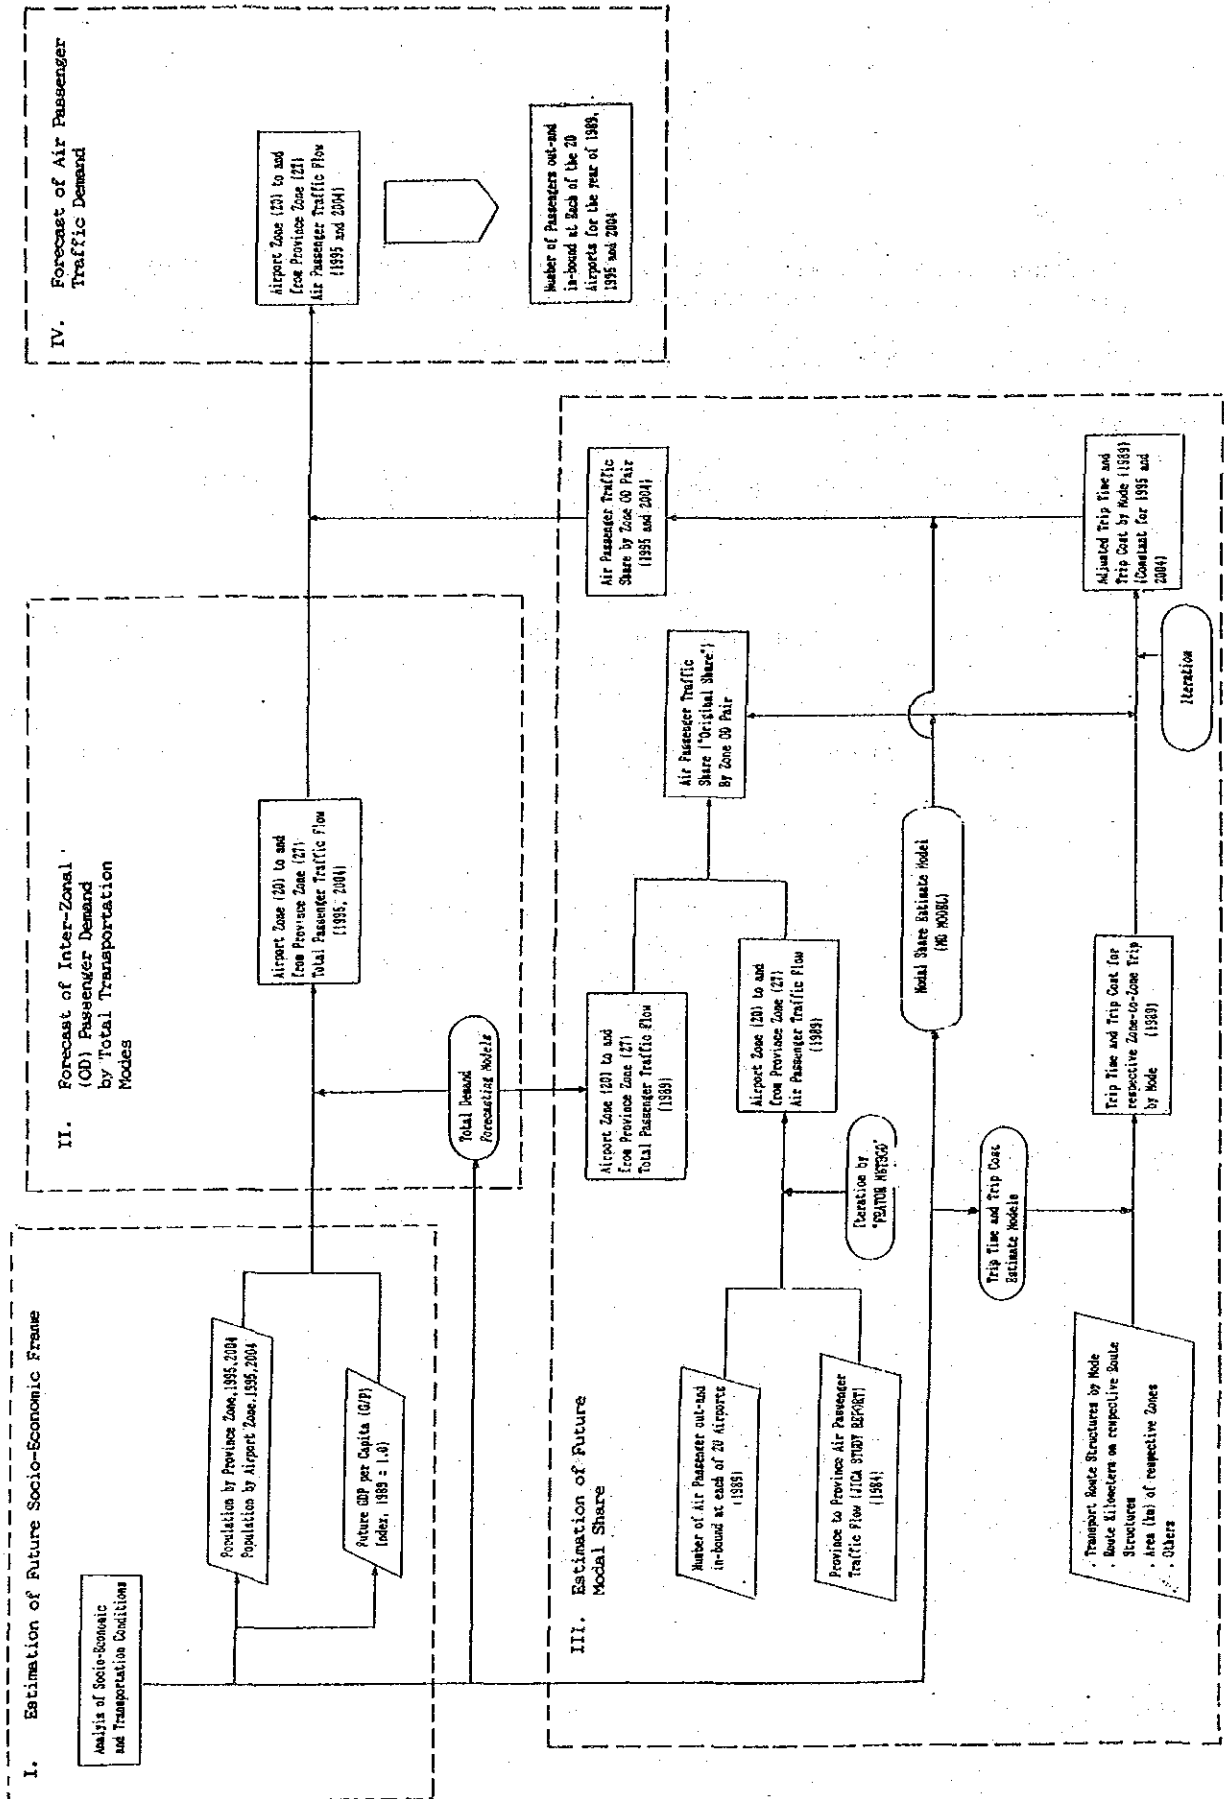 I. Estimation of Future Socio-Economic Frame
Analyis of Socio-Economic
and Transportation Conditions
Population by Province Zone,1995,2004
Population by Airport Zone,1995,2004
Future GDP per Capita (G/P)
Index, 1989 = 1.0)
II. Forecast of Inter-Zonal
(OD) Passenger Demand
by Total Transportation
Modes
Airport Zone (20) to and
from Province Zone (27)
Total Passenger Traffic Flow
(1995, 2004)
Total Demand
Forecasting Models
III. Estimation of Future
Modal Share
Number of Air Passenger out-and
in-bound at each of 20 Airports
(1989)
Province to Province Air Passenger
Traffic Flow (JICA STUDY REPORT)
(1984)
Iteration by
Airport Zone (20) to and
from Province Zone (27)
Total Passenger Traffic Flow
(1989)
Airport Zone (20) to and
from Province Zone (27)
Air Passenger Traffic Flow
(1989)
Air Passenger Traffic
Share ("Original Share")
By Zone OD Pair
Air Passenger Traffic
Share by Zone OD Pair
(1995 and 2004)
Modal Share Estimate Model
(MD MODEL)
Trip Time and Trip Cost
Estimate Models
. Transport Route Structures by Mode
. Route Kilometers on respective Route
Structures
. Area (km) of respective Zones
. Others
Trip Time and Trip Cost for
respective Zone-to-Zone Trip
by Mode (1989)
Iteration
Adjusted Trip Time and
Trip Cost by Mode (1989)
(Constant for 1995 and
2004)
IV. Forecast of Air Passenger
Traffic Demand
Airport Zone (20) to and
from Province Zone (27)
Air Passenger Traffic Flow
(1995 and 2004)
Number of Passengers out-and
in-bound at Each of the 20
Airports for the year of 1989,
1995 and 2004